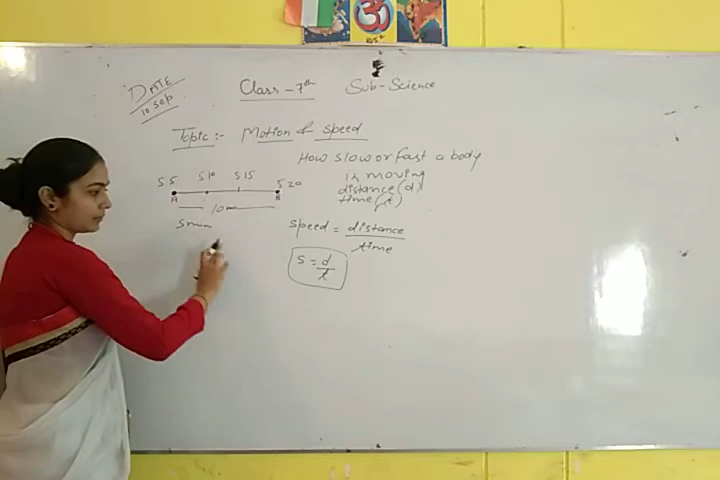 DATE
10 sep
Class - 7th Sub - Science
Topic :- Motion & speed
How slow or fast a body
is moving
distance (d)
time (t)
5 5 5 10 5 15 5 20
A B
10m
5min
speed = distance
time
s = d
t